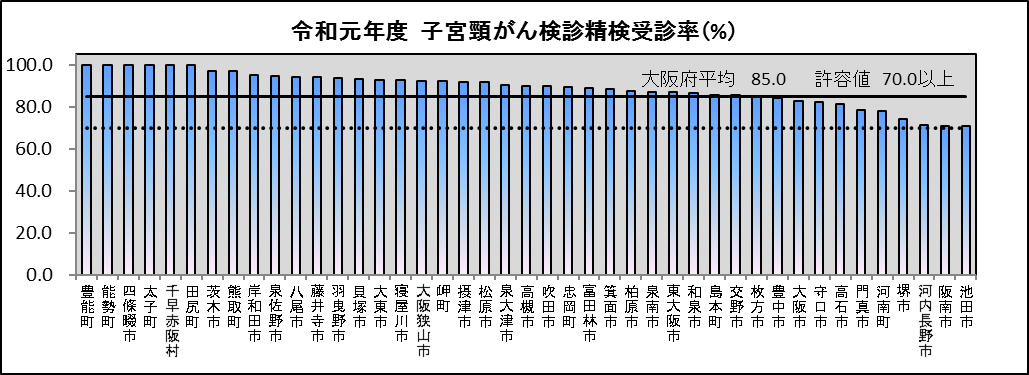 令和元年度 子宮頸がん検診精検受診率(%)
大阪府平均 85.0 許容値 70.0以上
100.0
80.0
60.0
40.0
20.0
0.0
豊能町
能勢町
四條畷市
太子町
千早赤阪村
田尻町
茨木市
熊取町
岸和田市
泉佐野市
八尾市
藤井寺市
羽曳野市
貝塚市
大東市
寝屋川市
大阪狭山市
岬町
摂津市
松原市
泉大津市
高槻市
吹田市
忠岡町
富田林市
箕面市
柏原市
泉南市
東大阪市
和泉市
島本町
交野市
枚方市
豊中市
大阪市
守口市
高石市
門真市
河南町
堺市
河内長野市
阪南市
池田市